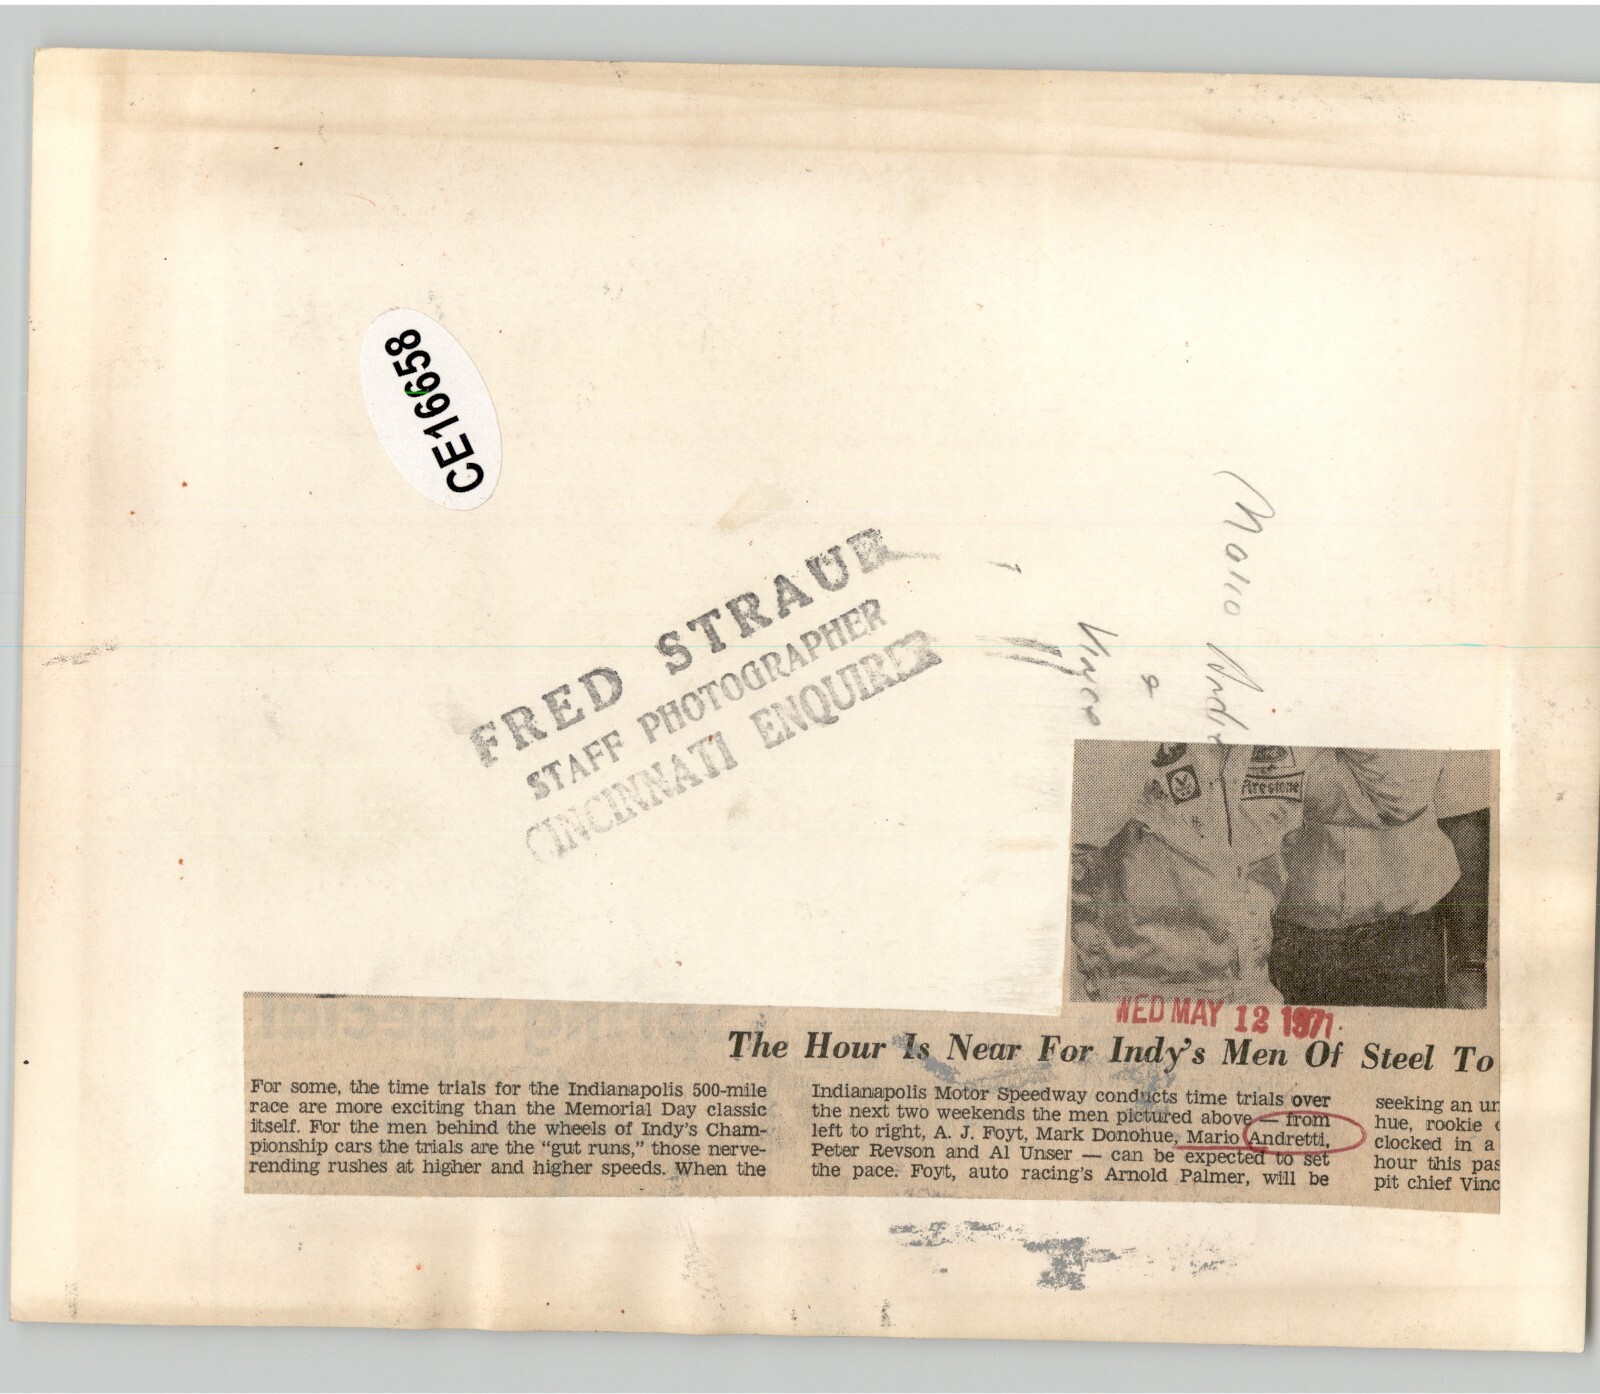 CE16658
FRED STRAUB
STAFF PHOTOGRAPHER
CINCINNATI ENQUIRER
Mario
&
Firestone
WED MAY 12 1971
The Hour Is Near For Indy's Men Of Steel To
For some, the time trials for the Indianapolis 500-mile
race are more exciting than the Memorial Day classic
itself. For the men behind the wheels of Indy's Cham-
pionship cars the trials are the "gut runs," those nerve-
rending rushes at higher and higher speeds. When the
Indianapolis Motor Speedway conducts time trials over
the next two weekends the men pictured above — from
left to right, A. J. Foyt, Mark Donohue, Mario Andretti,
Peter Revson and Al Unser — can be expected to set
the pace. Foyt, auto racing's Arnold Palmer, will be
seeking an un
hue, rookie
clocked in a
hour this pas
pit chief Vinc